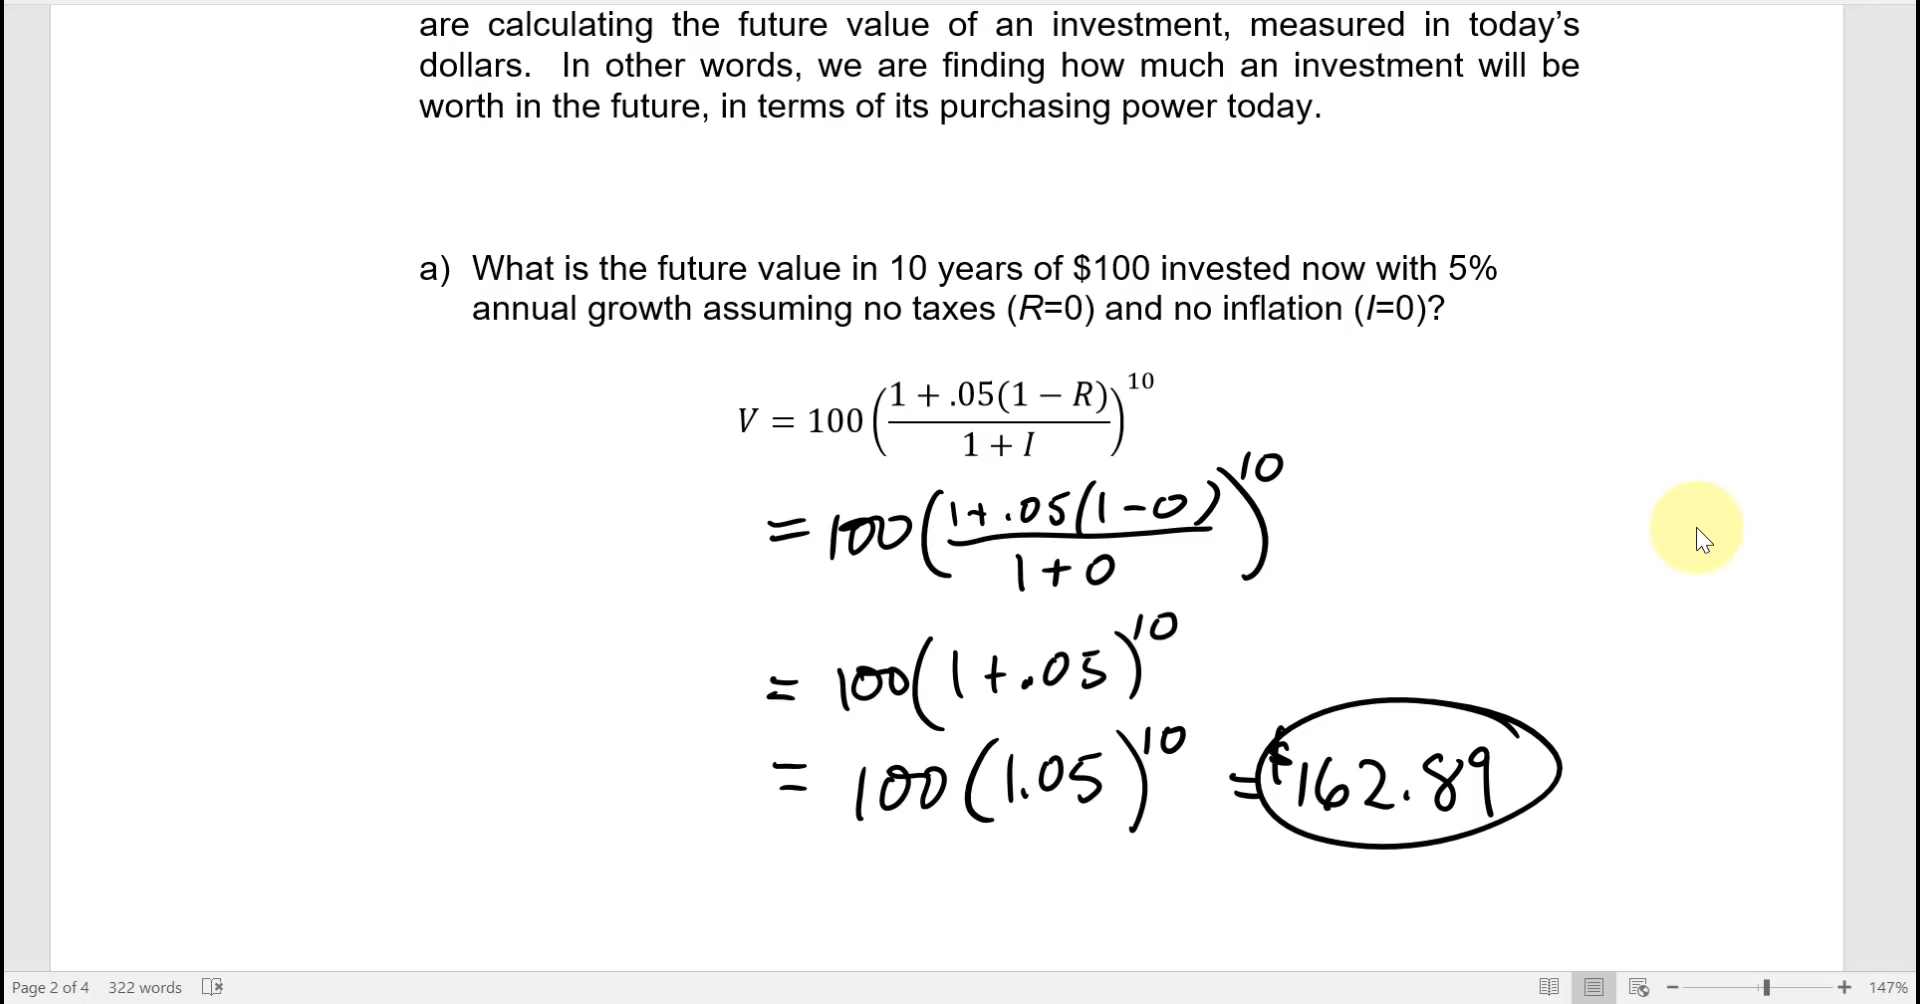 are calculating the future value of an investment, measured in today's
dollars. In other words, we are finding how much an investment will be
worth in the future, in terms of its purchasing power today.
a) What is the future value in 10 years of $100 invested now with 5%
annual growth assuming no taxes (R=0) and no inflation (I=0)?
V = 100 ((1 + .05(1 − R))/(1 + I))^10
= 100 ((1 + .05(1 − 0))/(1 + 0))^10
= 100 (1 + .05)^10
= 100 (1.05)^10 = $162.89
Page 2 of 4 322 words 147%